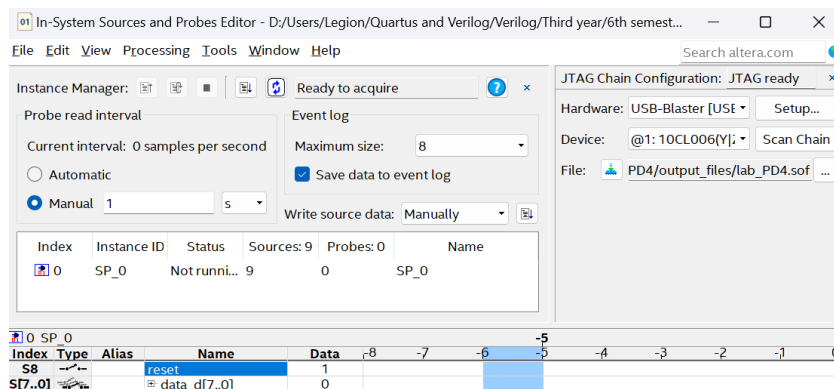 In-System Sources and Probes Editor - D:/Users/Legion/Quartus and Verilog/Verilog/Third year/6th semest...
File Edit View Processing Tools Window Help
Search altera.com
Instance Manager: Ready to acquire
JTAG Chain Configuration: JTAG ready
Probe read interval
Event log
Hardware: USB-Blaster [USE Setup...
Current interval: 0 samples per second
Maximum size: 8
Device: @1: 10CL006(Y|Z Scan Chain
Automatic
Save data to event log
File: PD4/output_files/lab_PD4.sof ...
Manual 1 s
Write source data: Manually
Index Instance ID Status Sources: 9 Probes: 0 Name
0 SP_0 Not runni... 9 0 SP_0
0 SP_0
-5
Index Type Alias Name Data -8 -7 -6 -5 -4 -3 -2 -1 0
S8 reset 1
S[7..0] data_d[7..0] 0